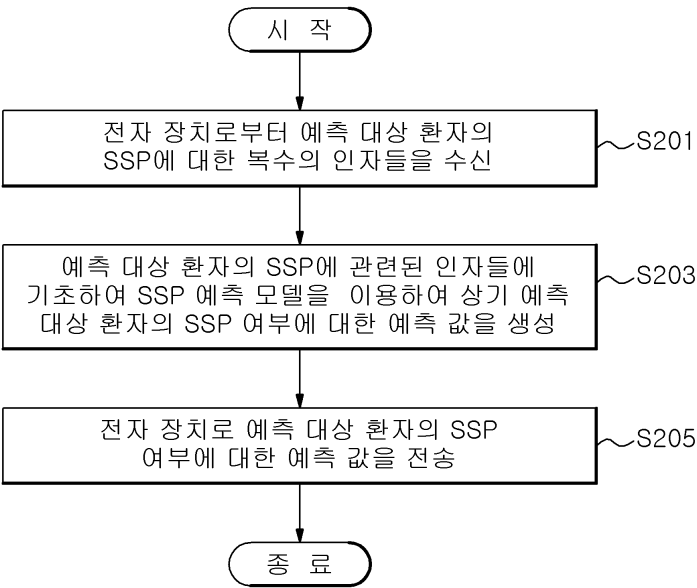 시 작
전자 장치로부터 예측 대상 환자의
SSP에 대한 복수의 인자들을 수신
S201
예측 대상 환자의 SSP에 관련된 인자들에
기초하여 SSP 예측 모델을 이용하여 상기 예측
대상 환자의 SSP 여부에 대한 예측 값을 생성
S203
전자 장치로 예측 대상 환자의 SSP
여부에 대한 예측 값을 전송
S205
종 료